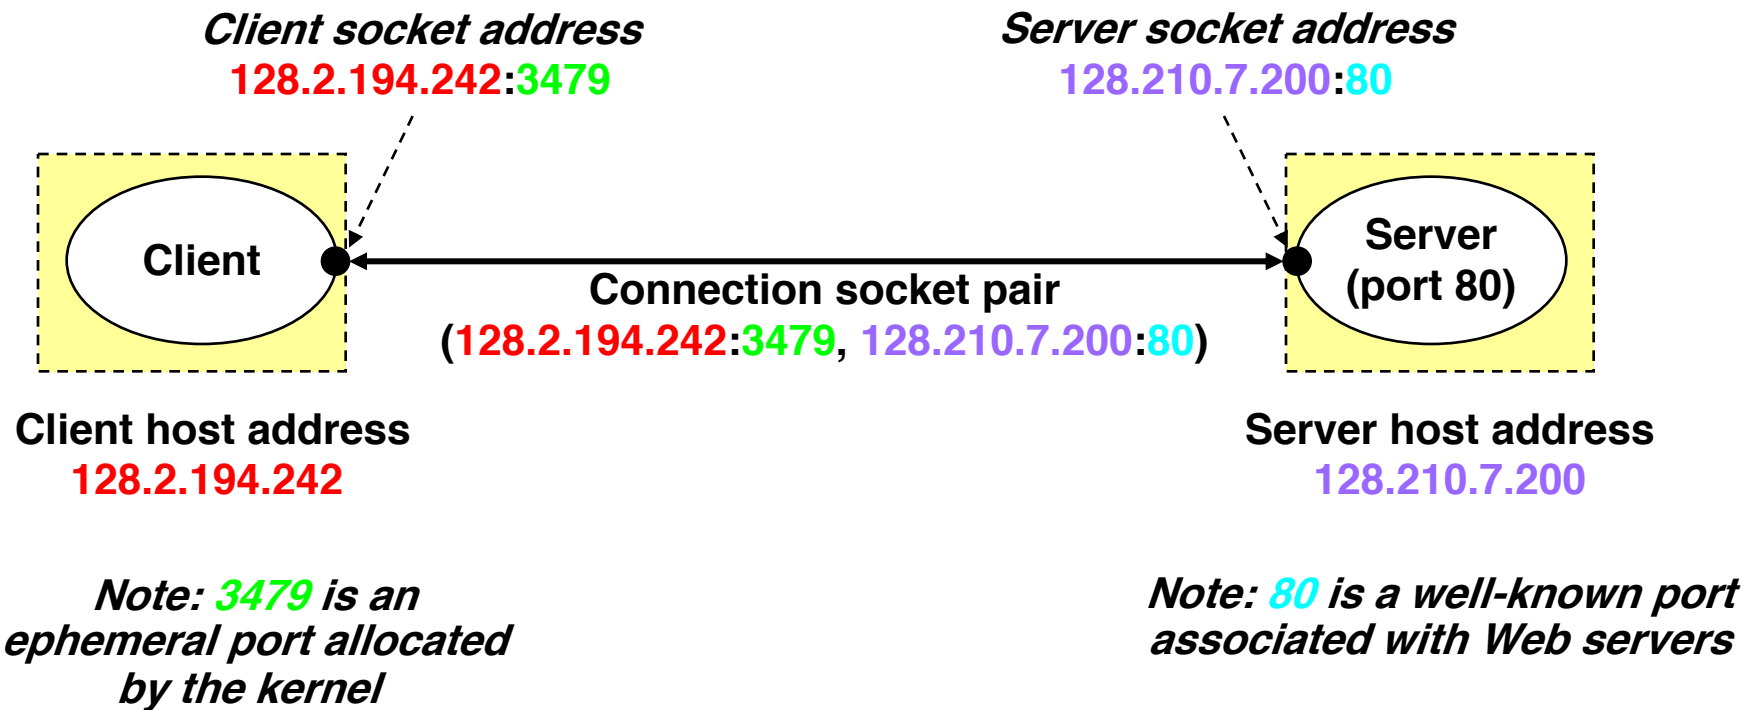 Client socket address
128.2.194.242:3479
Server socket address
128.210.7.200:80
Client
Server
(port 80)
Connection socket pair
(128.2.194.242:3479, 128.210.7.200:80)
Client host address
128.2.194.242
Server host address
128.210.7.200
Note: 3479 is an
ephemeral port allocated
by the kernel
Note: 80 is a well-known port
associated with Web servers